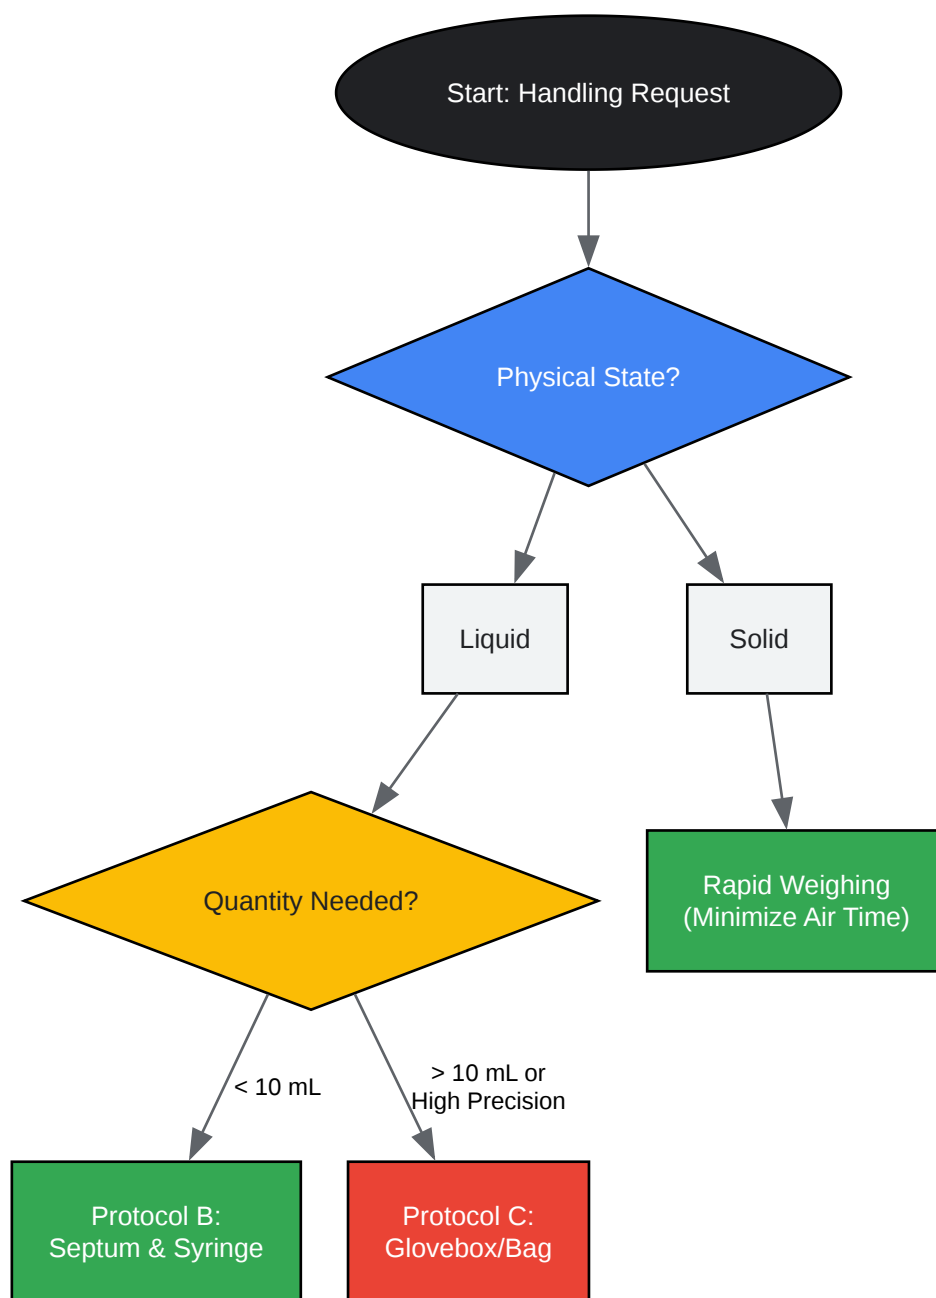 Start: Handling Request
Physical State?
Liquid
Solid
Quantity Needed?
Rapid Weighing
(Minimize Air Time)
< 10 mL
> 10 mL or
High Precision
Protocol B:
Septum & Syringe
Protocol C:
Glovebox/Bag